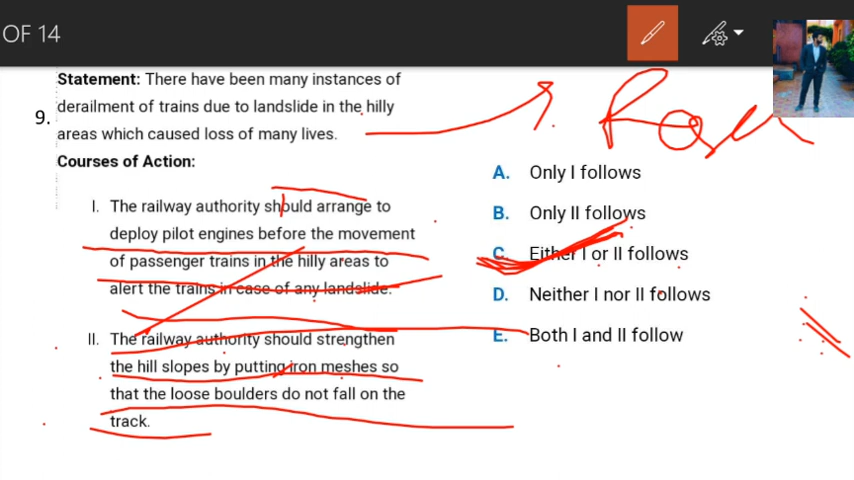 OF 14
Statement: There have been many instances of
9. derailment of trains due to landslide in the hilly
areas which caused loss of many lives.
Courses of Action:
I. The railway authority should arrange to
deploy pilot engines before the movement
of passenger trains in the hilly areas to
alert the trains in case of any landslide.
II. The railway authority should strengthen
the hill slopes by putting iron meshes so
that the loose boulders do not fall on the
track.
A. Only I follows
B. Only II follows
C. Either I or II follows
D. Neither I nor II follows
E. Both I and II follow